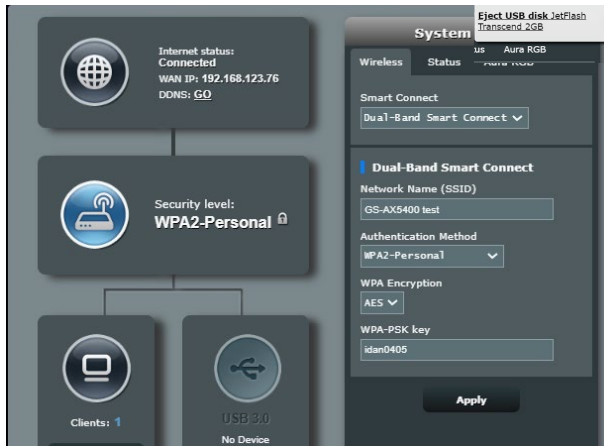 Internet status:
Connected
WAN IP: 192.168.123.76
DDNS: GO
Security level:
WPA2-Personal
Clients: 1
USB 3.0
No Device
Eject USB disk JetFlash
Transcend 2GB
System
us Aura RGB
Wireless Status Aura RGB
Smart Connect
Dual-Band Smart Connect
Dual-Band Smart Connect
Network Name (SSID)
GS-AX5400 test
Authentication Method
WPA2-Personal
WPA Encryption
AES
WPA-PSK key
idan0405
Apply